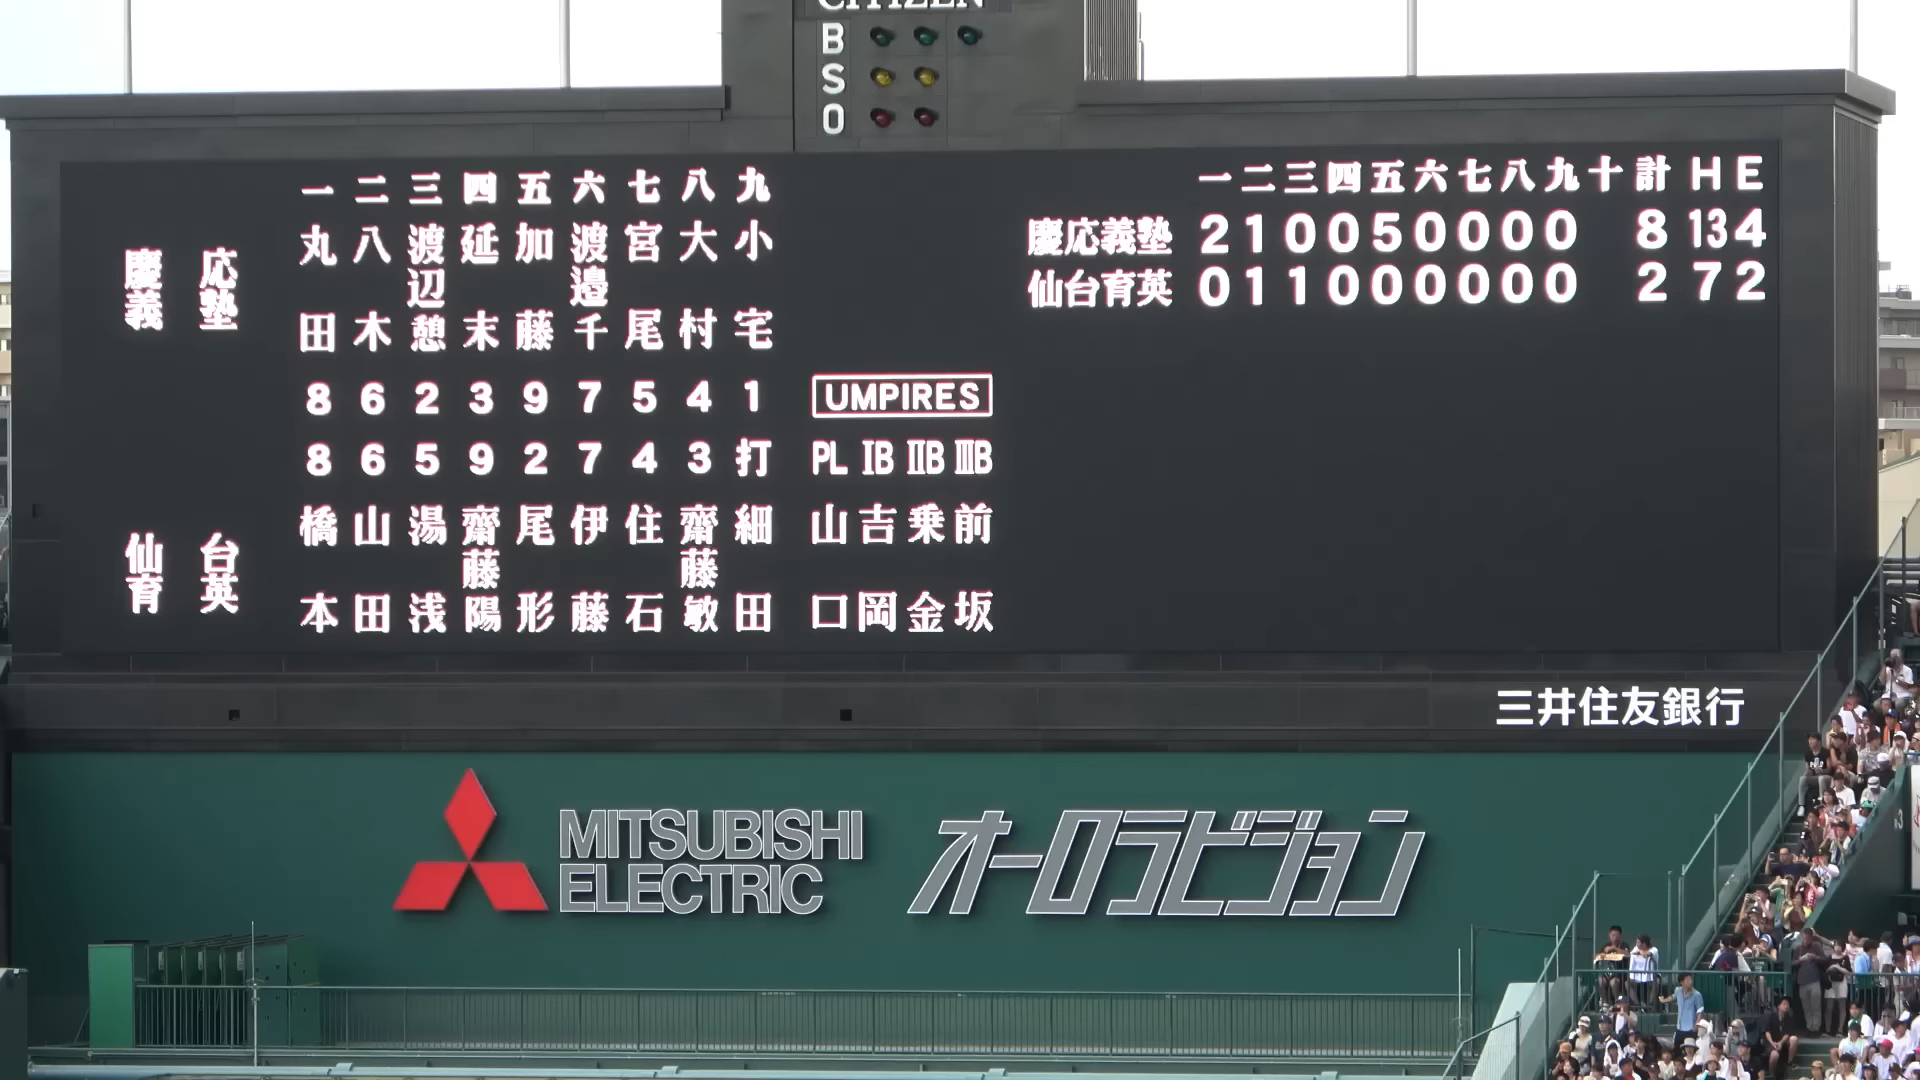 CITIZEN
B
S
O
一 二 三 四 五 六 七 八 九
慶應義塾
丸田 八木 渡辺憩 延末 加藤 渡邉千 宮尾 大村 小宅
8 6 2 3 9 7 5 4 1
8 6 5 9 2 7 4 3 打
仙台育英
橋本 山田 湯浅 齋藤陽 尾形 伊藤 住石 齋藤敏 細田
UMPIRES
PL IB IIB IIIB
山口 吉岡 乗金 前坂
一 二 三 四 五 六 七 八 九 十 計 H E
慶応義塾 2 1 0 0 5 0 0 0 0 8 13 4
仙台育英 0 1 1 0 0 0 0 0 0 2 7 2
三井住友銀行
MITSUBISHI
ELECTRIC
オーロラビジョン